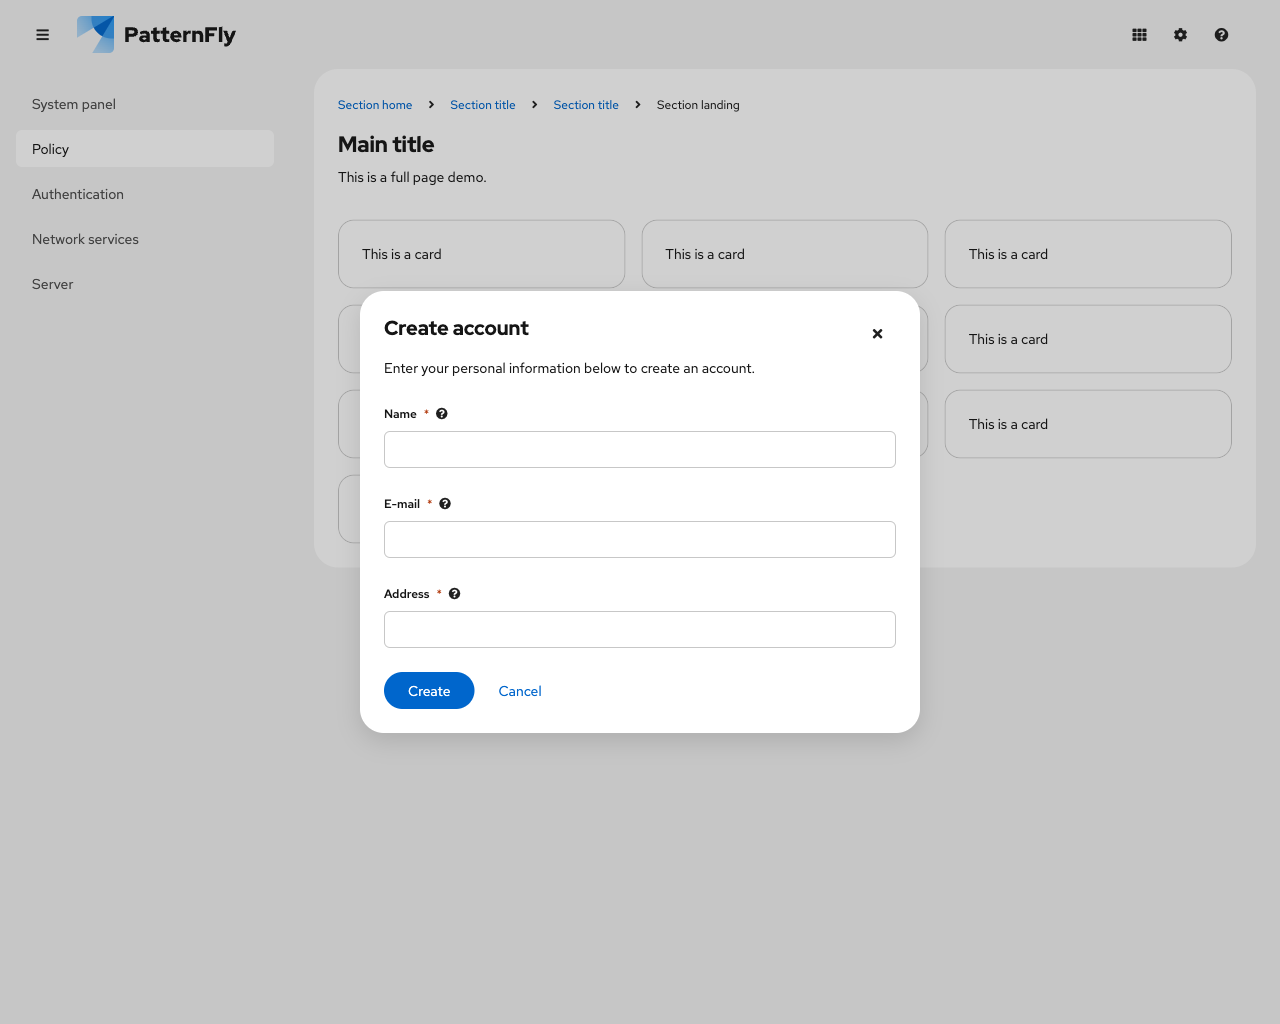 PatternFly
System panel
Policy
Authentication
Network services
Server
Section home
Section title
Section title
Section landing
Main title
This is a full page demo.
This is a card
This is a card
This is a card
This is a card
This is a card
Create account
Enter your personal information below to create an account.
Name *
E-mail *
Address *
Create
Cancel